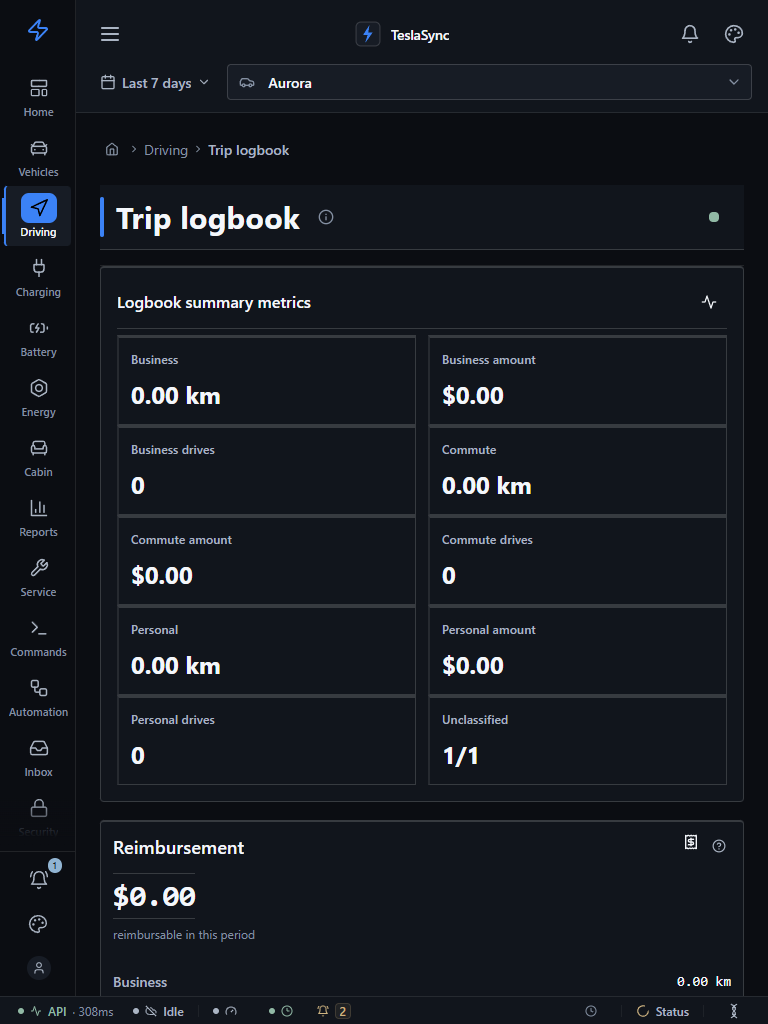 TeslaSync
Last 7 days
Aurora
Home
Vehicles
Driving
Charging
Battery
Energy
Cabin
Reports
Service
Commands
Automation
Inbox
Security
1
Driving
Trip logbook
Trip logbook
Logbook summary metrics
Business
0.00 km
Business amount
$0.00
Business drives
0
Commute
0.00 km
Commute amount
$0.00
Commute drives
0
Personal
0.00 km
Personal amount
$0.00
Personal drives
0
Unclassified
1/1
Reimbursement
$0.00
reimbursable in this period
Business
0.00 km
API · 308ms
Idle
2
Status